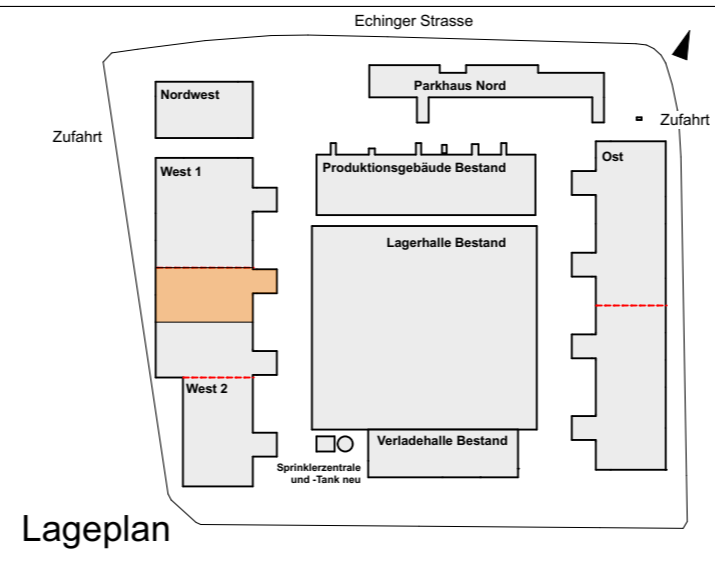 Echinger Strasse
Parkhaus Nord
Nordwest
Zufahrt
Zufahrt
West 1
Produktionsgebäude Bestand
Ost
Lagerhalle Bestand
West 2
Verladehalle Bestand
Sprinklerzentrale
und -Tank neu
Lageplan